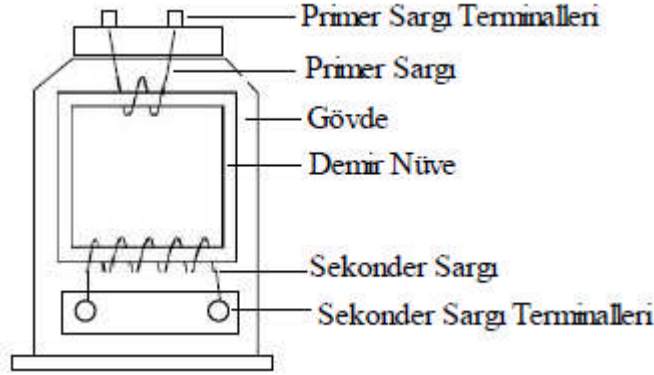 Primer Sargı Terminalleri
Primer Sargı
Gövde
Demir Nüve
Sekonder Sargı
Sekonder Sargı Terminalleri